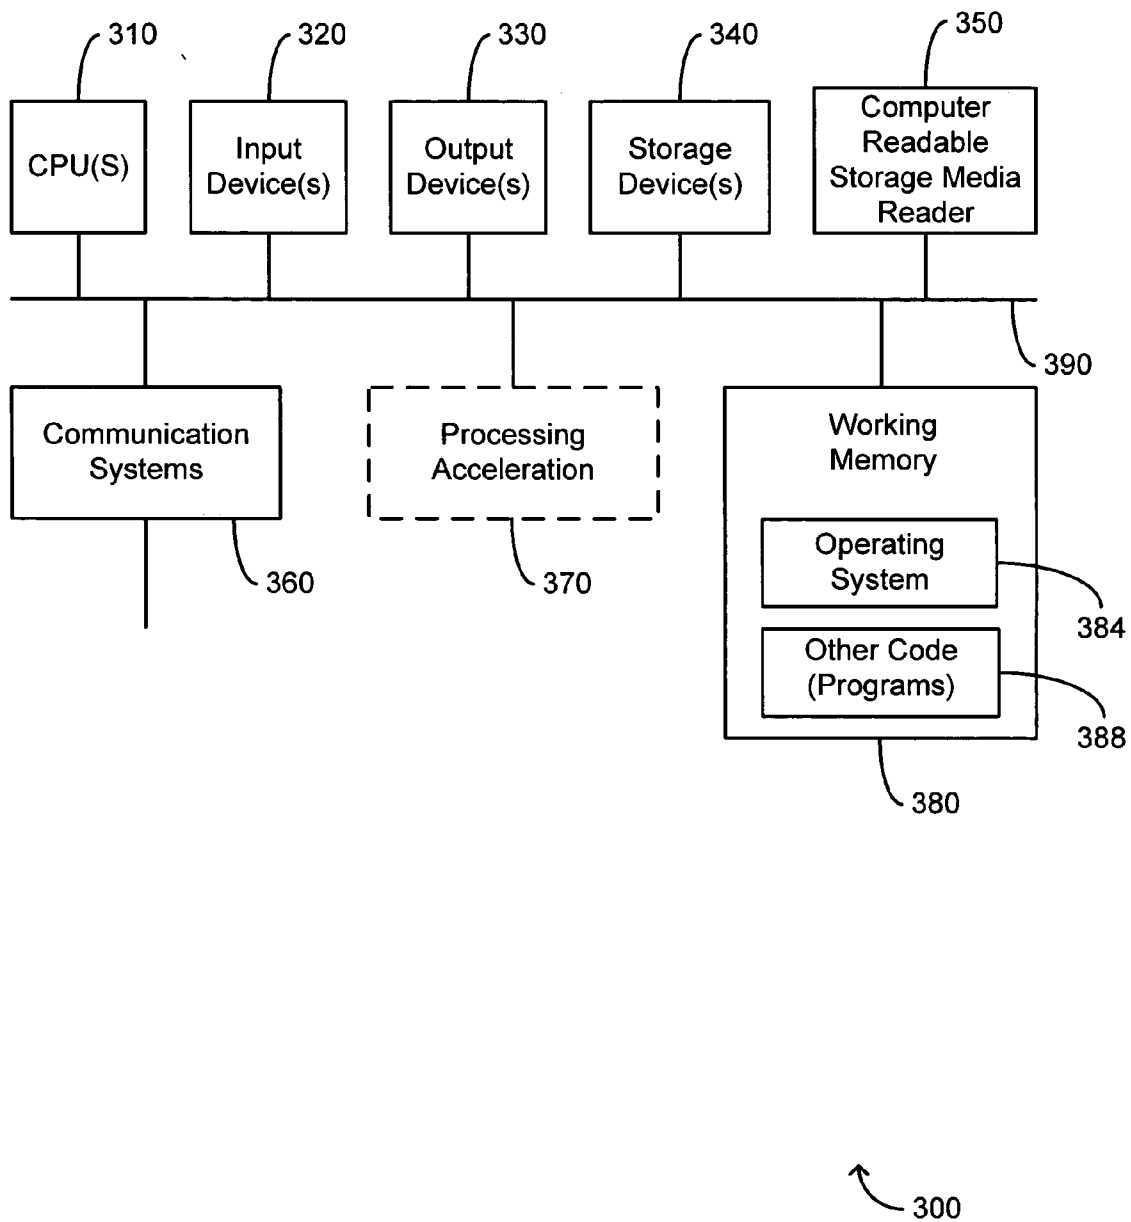 310
320
330
340
350
CPU(S)
Input
Device(s)
Output
Device(s)
Storage
Device(s)
Computer
Readable
Storage Media
Reader
390
Communication
Systems
360
Processing
Acceleration
370
Working
Memory
Operating
System
384
Other Code
(Programs)
388
380
300